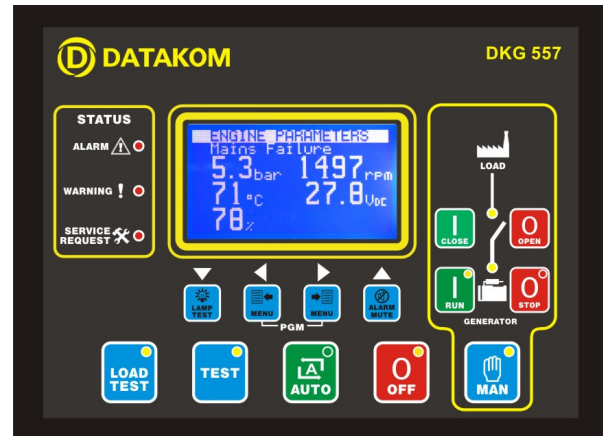 D DATAKOM
DKG 557
STATUS
ALARM
WARNING !
SERVICE
REQUEST
ENGINE PARAMETERS
Mains Failure
5.3bar 1497rpm
71°C 27.8VDC
78%
LAMP
TEST
MENU
MENU
ALARM
MUTE
PGM
LOAD
I
CLOSE
O
OPEN
I
RUN
O
STOP
GENERATOR
LOAD
TEST
TEST
A
AUTO
O
OFF
MAN